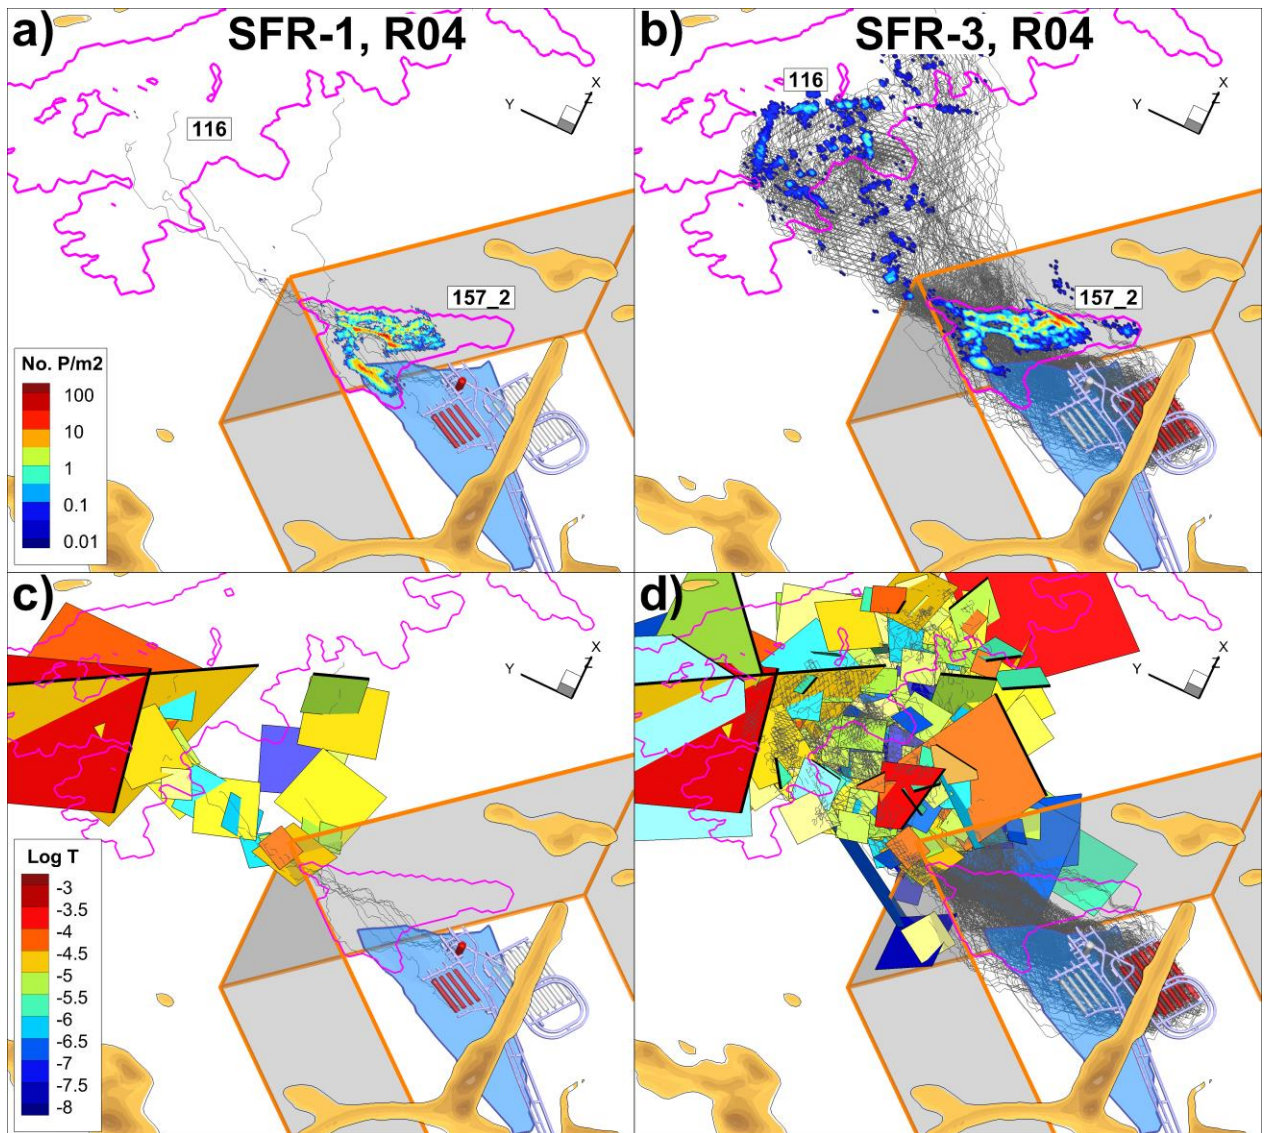 a) SFR-1, R04
116
Y
X
Z
157_2
No. P/m2
100
10
1
0.1
0.01
b) SFR-3, R04
116
Y
X
Z
157_2
c)
Y
X
Z
Log T
-3
-3.5
-4
-4.5
-5
-5.5
-6
-6.5
-7
-7.5
-8
d)
Y
X
Z